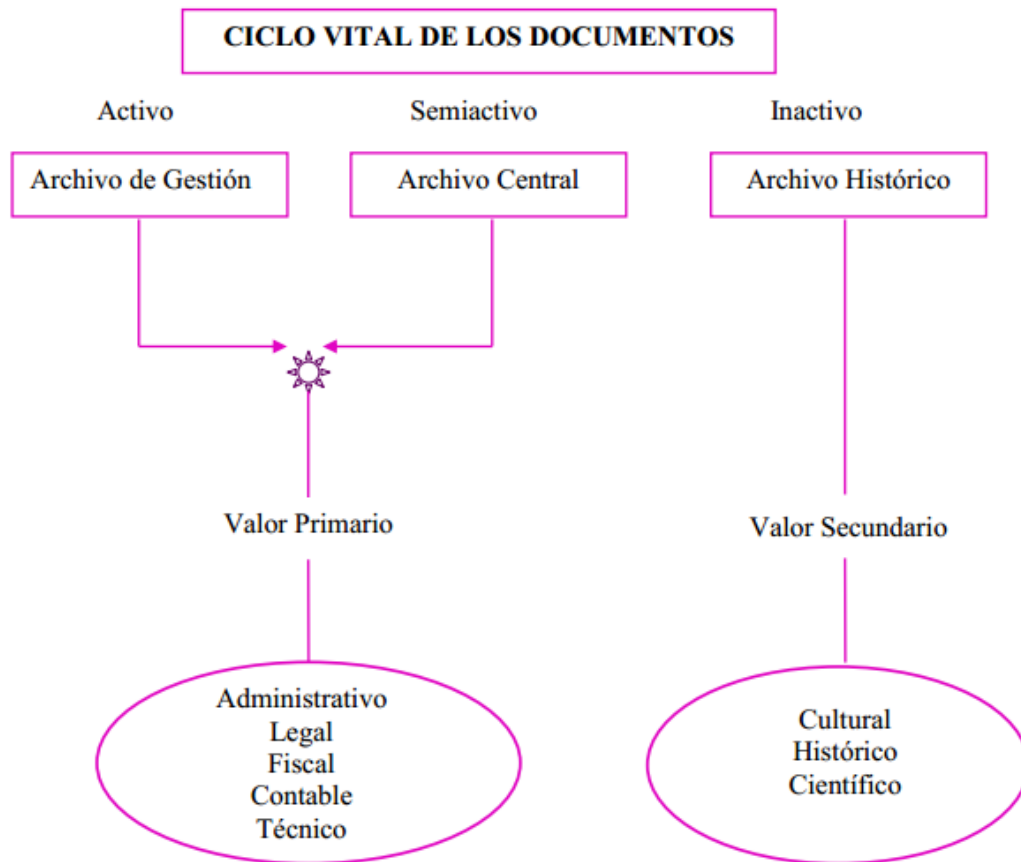 CICLO VITAL DE LOS DOCUMENTOS
Activo
Semiactivo
Inactivo
Archivo de Gestión
Archivo Central
Archivo Histórico
Valor Primario
Valor Secundario
Administrativo
Legal
Fiscal
Contable
Técnico
Cultural
Histórico
Científico